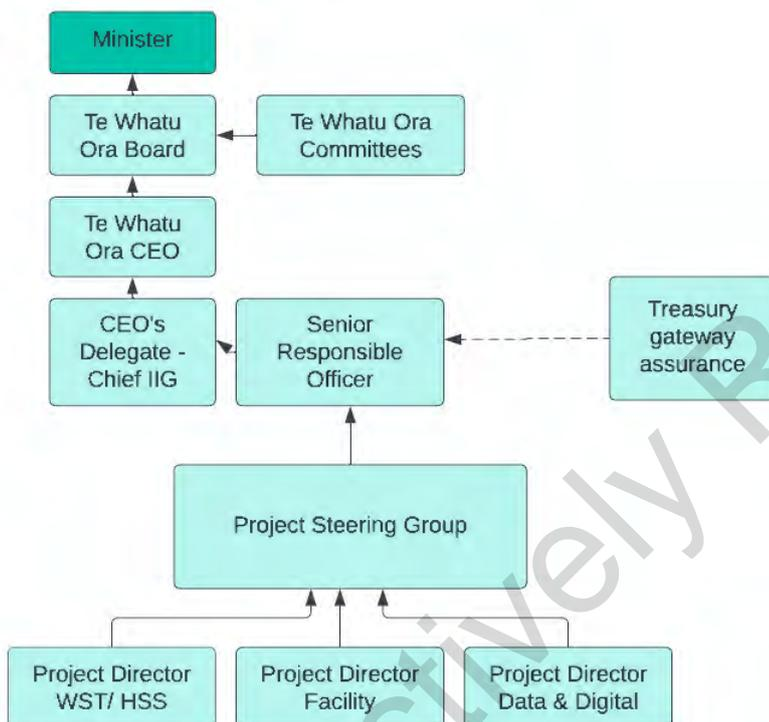 Minister
Te Whatu
Ora Board
Te Whatu Ora
Committees
Te Whatu
Ora CEO
CEO's
Delegate -
Chief IIG
Senior
Responsible
Officer
Treasury
gateway
assurance
Project Steering Group
Project Director
WST/ HSS
Project Director
Facility
Project Director
Data & Digital
ctively R